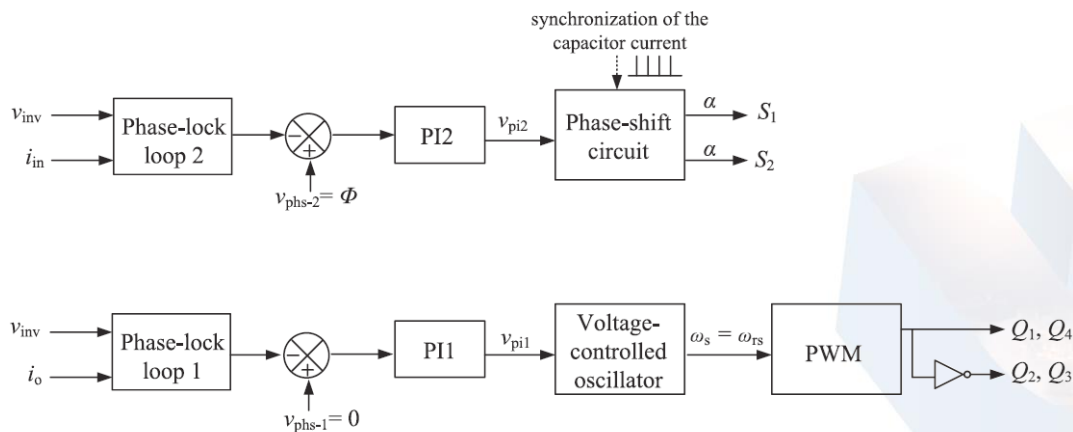 synchronization of the
capacitor current
v_inv
i_in
Phase-lock
loop 2
−
+
v_phs-2 = Φ
PI2
v_pi2
Phase-shift
circuit
α
S_1
α
S_2
v_inv
i_o
Phase-lock
loop 1
−
+
v_phs-1 = 0
PI1
v_pi1
Voltage-
controlled
oscillator
ω_s = ω_rs
PWM
Q_1, Q_4
Q_2, Q_3